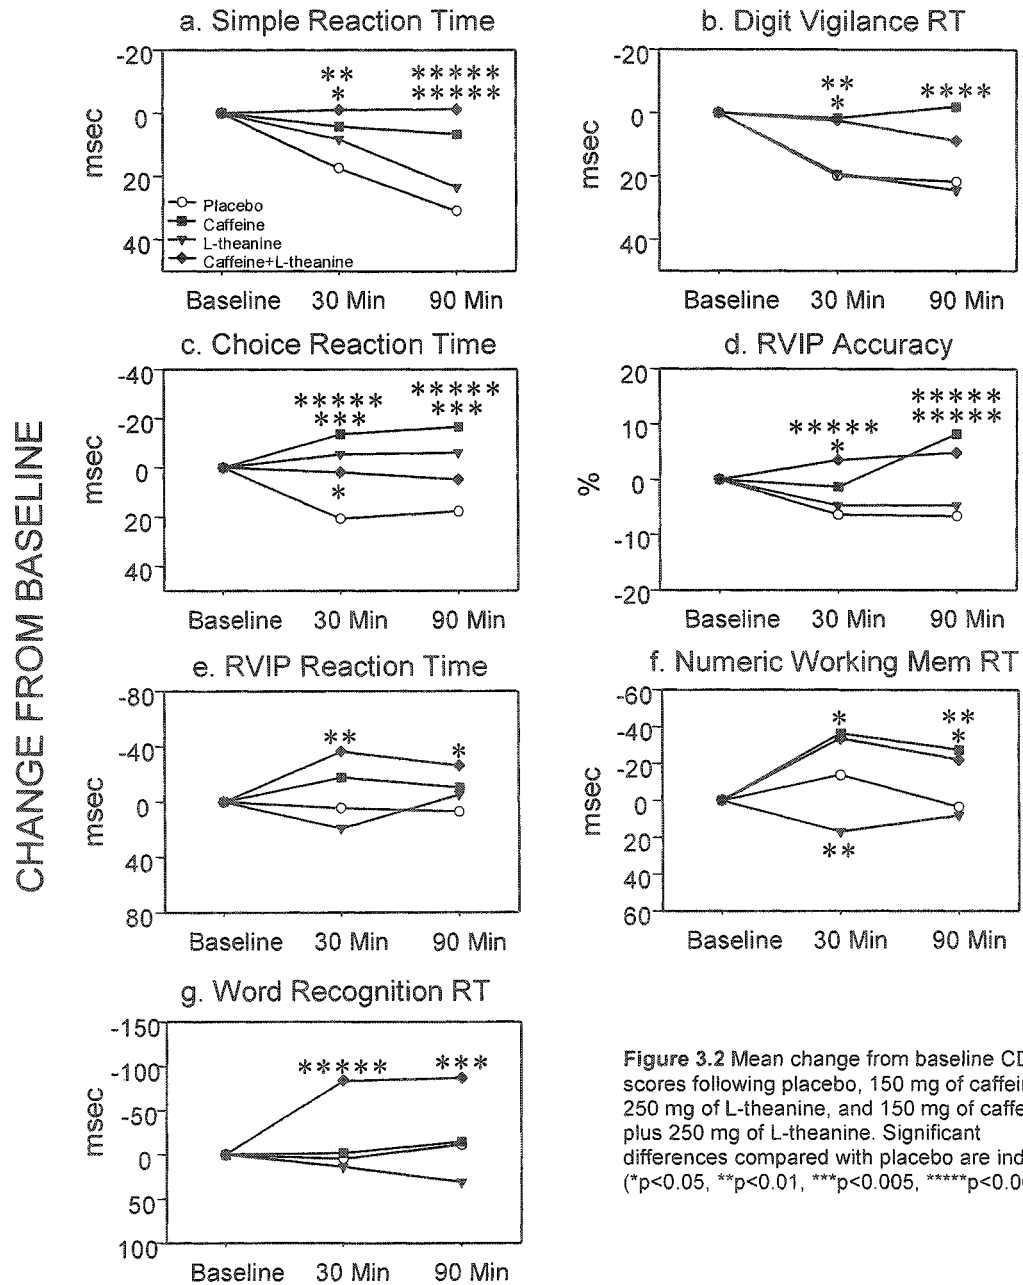 CHANGE FROM BASELINE
a. Simple Reaction Time
msec
-20
0
20
40
**
*
*****
*****
Placebo
Caffeine
L-theanine
Caffeine+L-theanine
Baseline 30 Min 90 Min
b. Digit Vigilance RT
msec
-20
0
20
40
**
*
****
Baseline 30 Min 90 Min
c. Choice Reaction Time
msec
-40
-20
0
20
40
*****
***
*
*****
***
Baseline 30 Min 90 Min
d. RVIP Accuracy
%
20
10
0
-10
-20
*****
*
*****
*****
Baseline 30 Min 90 Min
e. RVIP Reaction Time
msec
-80
-40
0
40
80
**
*
Baseline 30 Min 90 Min
f. Numeric Working Mem RT
msec
-60
-40
-20
0
20
40
60
*
**
**
*
Baseline 30 Min 90 Min
g. Word Recognition RT
msec
-150
-100
-50
0
50
100
*****
***
Baseline 30 Min 90 Min
Figure 3.2 Mean change from baseline CD
scores following placebo, 150 mg of caffein
250 mg of L-theanine, and 150 mg of caffe
plus 250 mg of L-theanine. Significant
differences compared with placebo are indi
(*p<0.05, **p<0.01, ***p<0.005, *****p<0.0